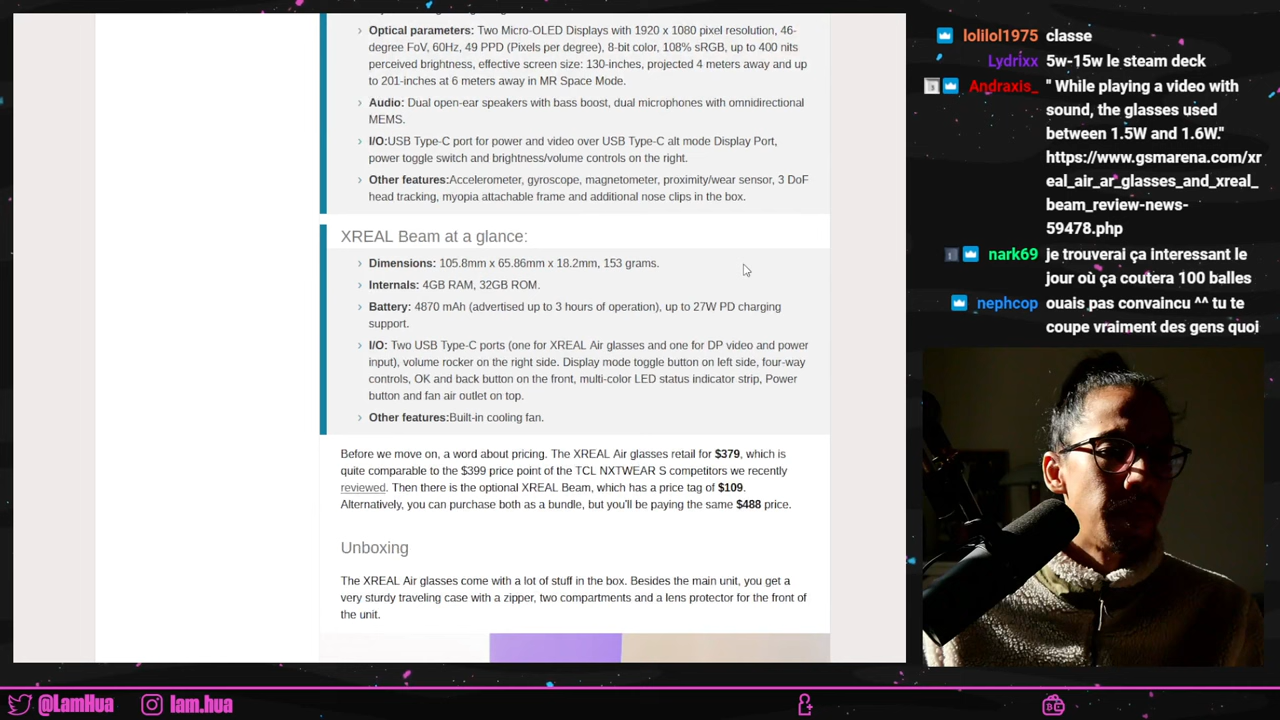 Optical parameters: Two Micro-OLED Displays with 1920 x 1080 pixel resolution, 46-
degree FoV, 60Hz, 49 PPD (Pixels per degree), 8-bit color, 108% sRGB, up to 400 nits
perceived brightness, effective screen size: 130-inches, projected 4 meters away and up
to 201-inches at 6 meters away in MR Space Mode.
Audio: Dual open-ear speakers with bass boost, dual microphones with omnidirectional
MEMS.
I/O:USB Type-C port for power and video over USB Type-C alt mode Display Port,
power toggle switch and brightness/volume controls on the right.
Other features:Accelerometer, gyroscope, magnetometer, proximity/wear sensor, 3 DoF
head tracking, myopia attachable frame and additional nose clips in the box.
XREAL Beam at a glance:
Dimensions: 105.8mm x 65.86mm x 18.2mm, 153 grams.
Internals: 4GB RAM, 32GB ROM.
Battery: 4870 mAh (advertised up to 3 hours of operation), up to 27W PD charging
support.
I/O: Two USB Type-C ports (one for XREAL Air glasses and one for DP video and power
input), volume rocker on the right side. Display mode toggle button on left side, four-way
controls, OK and back button on the front, multi-color LED status indicator strip, Power
button and fan air outlet on top.
Other features:Built-in cooling fan.
Before we move on, a word about pricing. The XREAL Air glasses retail for $379, which is
quite comparable to the $399 price point of the TCL NXTWEAR S competitors we recently
reviewed. Then there is the optional XREAL Beam, which has a price tag of $109.
Alternatively, you can purchase both as a bundle, but you'll be paying the same $488 price.
Unboxing
The XREAL Air glasses come with a lot of stuff in the box. Besides the main unit, you get a
very sturdy traveling case with a zipper, two compartments and a lens protector for the front of
the unit.
lolilol1975 classe
Lydrixx 5w-15w le steam deck
Andraxis_ " While playing a video with
sound, the glasses used
between 1.5W and 1.6W."
https://www.gsmarena.com/xr
eal_air_ar_glasses_and_xreal_
beam_review-news-
59478.php
nark69 je trouverai ça interessant le
jour où ça coutera 100 balles
nephcop ouais pas convaincu ^^ tu te
coupe vraiment des gens quoi
@LamHua lam.hua